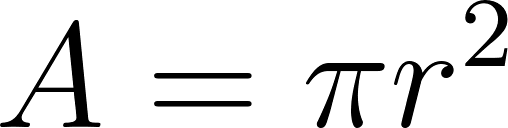 A = πr²